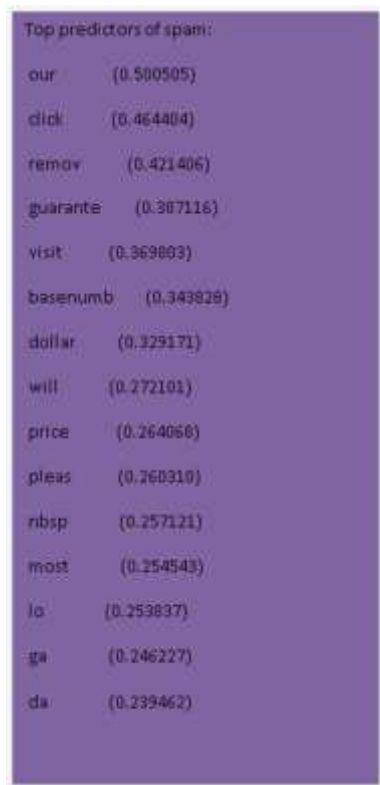 Top predictors of spam:
our (0.500505)
click (0.464404)
remov (0.421406)
guarante (0.387116)
visit (0.369803)
basenumb (0.343828)
dollar (0.329171)
will (0.272101)
price (0.264068)
pleas (0.260310)
nbsp (0.257121)
most (0.254543)
lo (0.253837)
ga (0.246227)
da (0.239462)